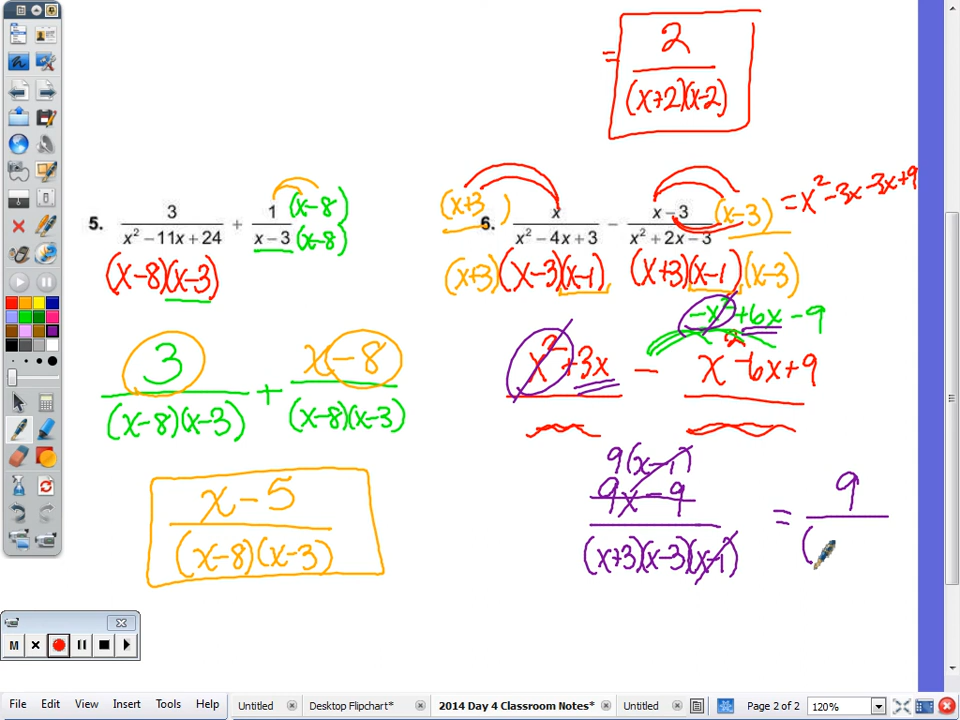 = 2
(x+2)(x-2)
5. 3 / x² − 11x + 24 + 1 / x − 3 (x-8) / (x-8)
(x-8)(x-3)
3 / (x-8)(x-3) + x-8 / (x-8)(x-3)
x-5
(x-8)(x-3)
(x+3) 6. x / x² − 4x + 3 − x − 3 / x² + 2x − 3 (x-3) = x²-3x-3x+9
(x+3)(x-3)(x-1) (x+3)(x-1)(x-3)
-x²+6x-9
x²+3x − x²-6x+9
9(x-1)
9x-9 = 9
(x+3)(x-3)(x-1) (
M
File Edit View Insert Tools Help Untitled Desktop Flipchart* 2014 Day 4 Classroom Notes* Untitled Page 2 of 2 120%